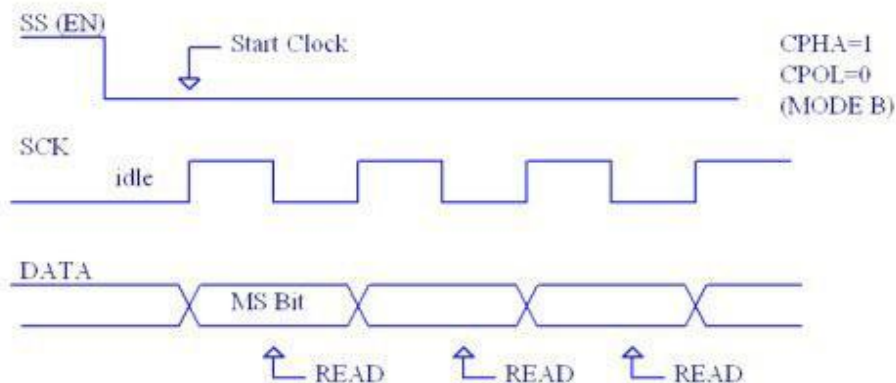 SS (EN)
Start Clock
CPHA=1
CPOL=0
(MODE B)
SCK
idle
DATA
MS Bit
READ
READ
READ